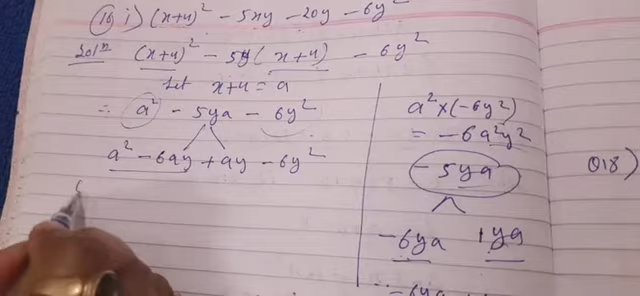 16 i) (x+4)² - 5xy - 20y - 6y²
Solⁿ (x+4)² - 5y(x+4) - 6y²
Let x+4 = a
∴ a² - 5ya - 6y²
a² - 6ay + ay - 6y²
(
a² × (-6y²)
= -6a²y²
- 5ya
-6ya 1ya
Q18)